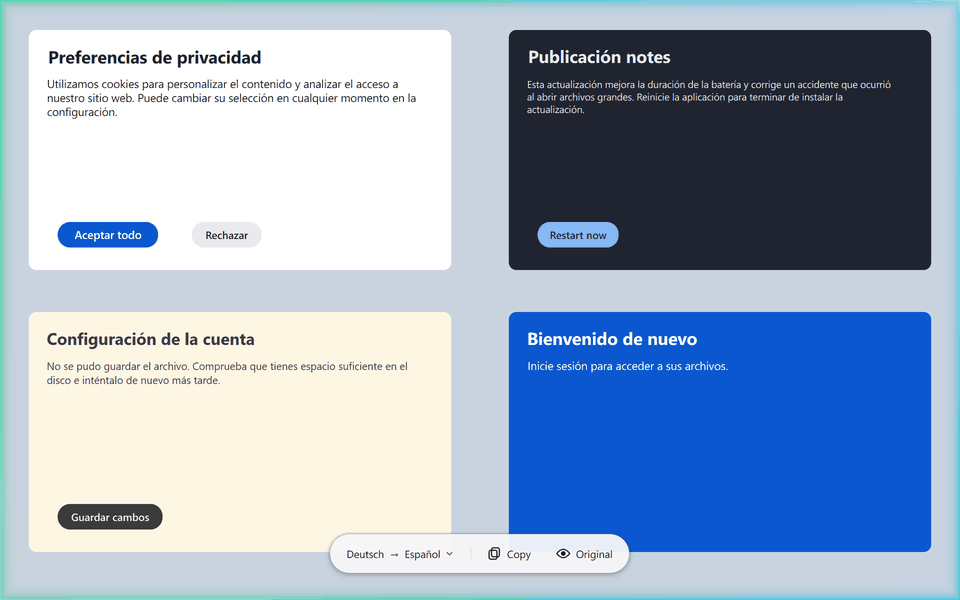 Preferencias de privacidad
Utilizamos cookies para personalizar el contenido y analizar el acceso a
nuestro sitio web. Puede cambiar su selección en cualquier momento en la
configuración.
Aceptar todo
Rechazar
Publicación notes
Esta actualización mejora la duración de la batería y corrige un accidente que ocurrió
al abrir archivos grandes. Reinicie la aplicación para terminar de instalar la
actualización.
Restart now
Configuración de la cuenta
No se pudo guardar el archivo. Comprueba que tienes espacio suficiente en el
disco e inténtalo de nuevo más tarde.
Guardar cambos
Bienvenido de nuevo
Inicie sesión para acceder a sus archivos.
Deutsch → Español
Copy
Original